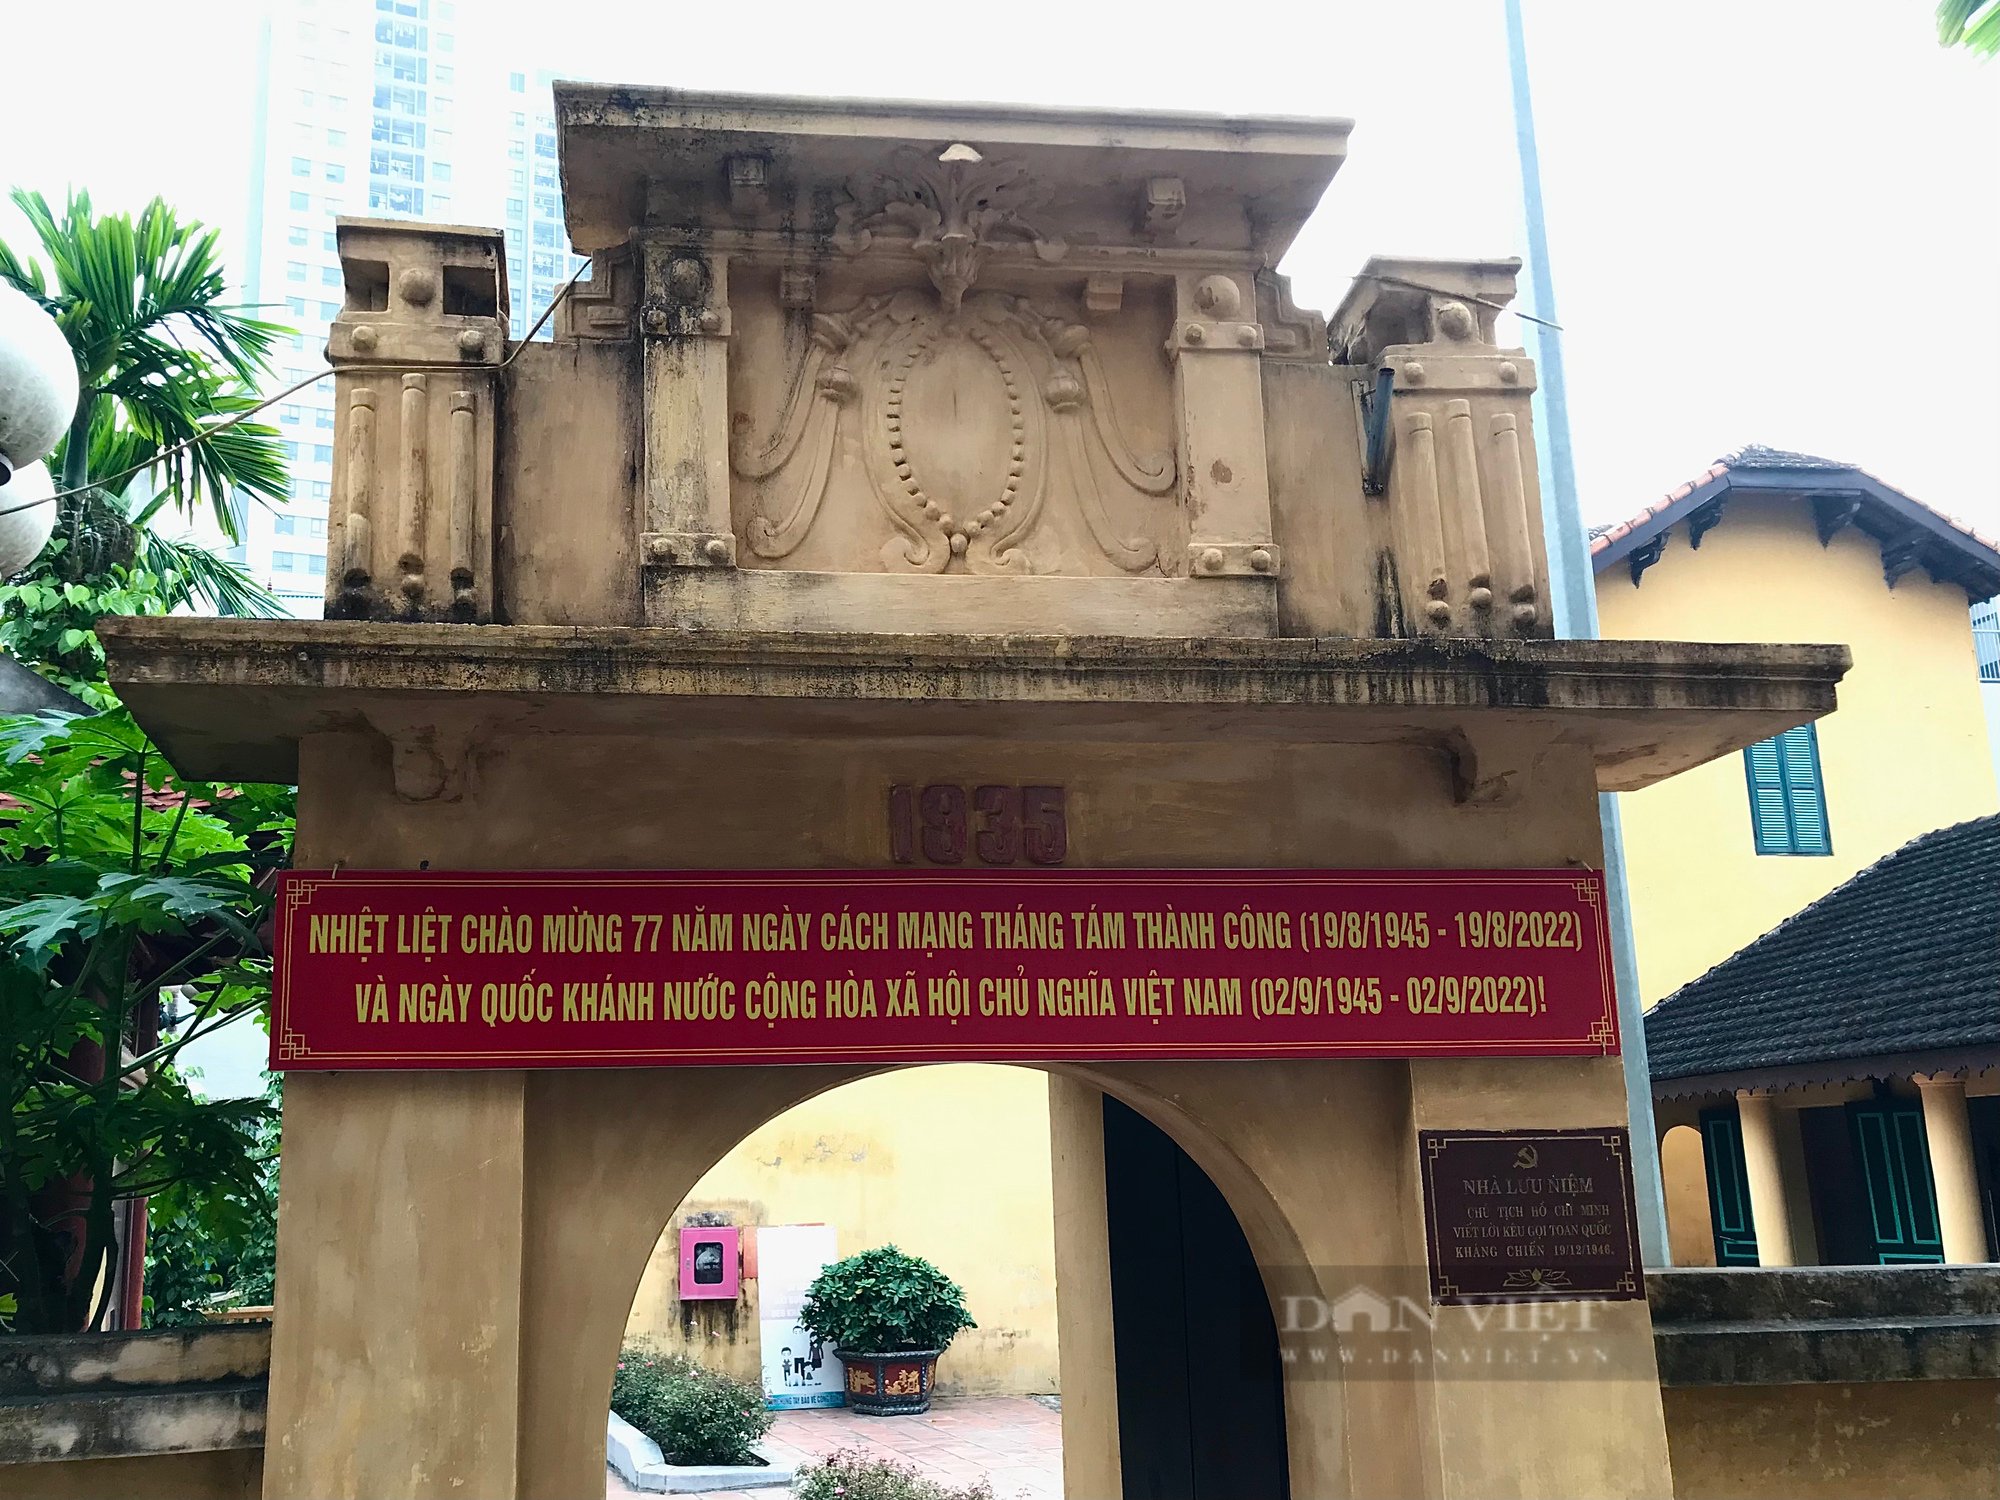 1935
NHIỆT LIỆT CHÀO MỪNG 77 NĂM NGÀY CÁCH MẠNG THÁNG TÁM THÀNH CÔNG (19/8/1945 - 19/8/2022)
VÀ NGÀY QUỐC KHÁNH NƯỚC CỘNG HÒA XÃ HỘI CHỦ NGHĨA VIỆT NAM (02/9/1945 - 02/9/2022)!
NHÀ LƯU NIỆM
CHỦ TỊCH HỒ CHÍ MINH
VIẾT LỜI KÊU GỌI TOÀN QUỐC
KHÁNG CHIẾN 19/12/1946.
DÂN VIỆT
WWW.DANVIET.VN